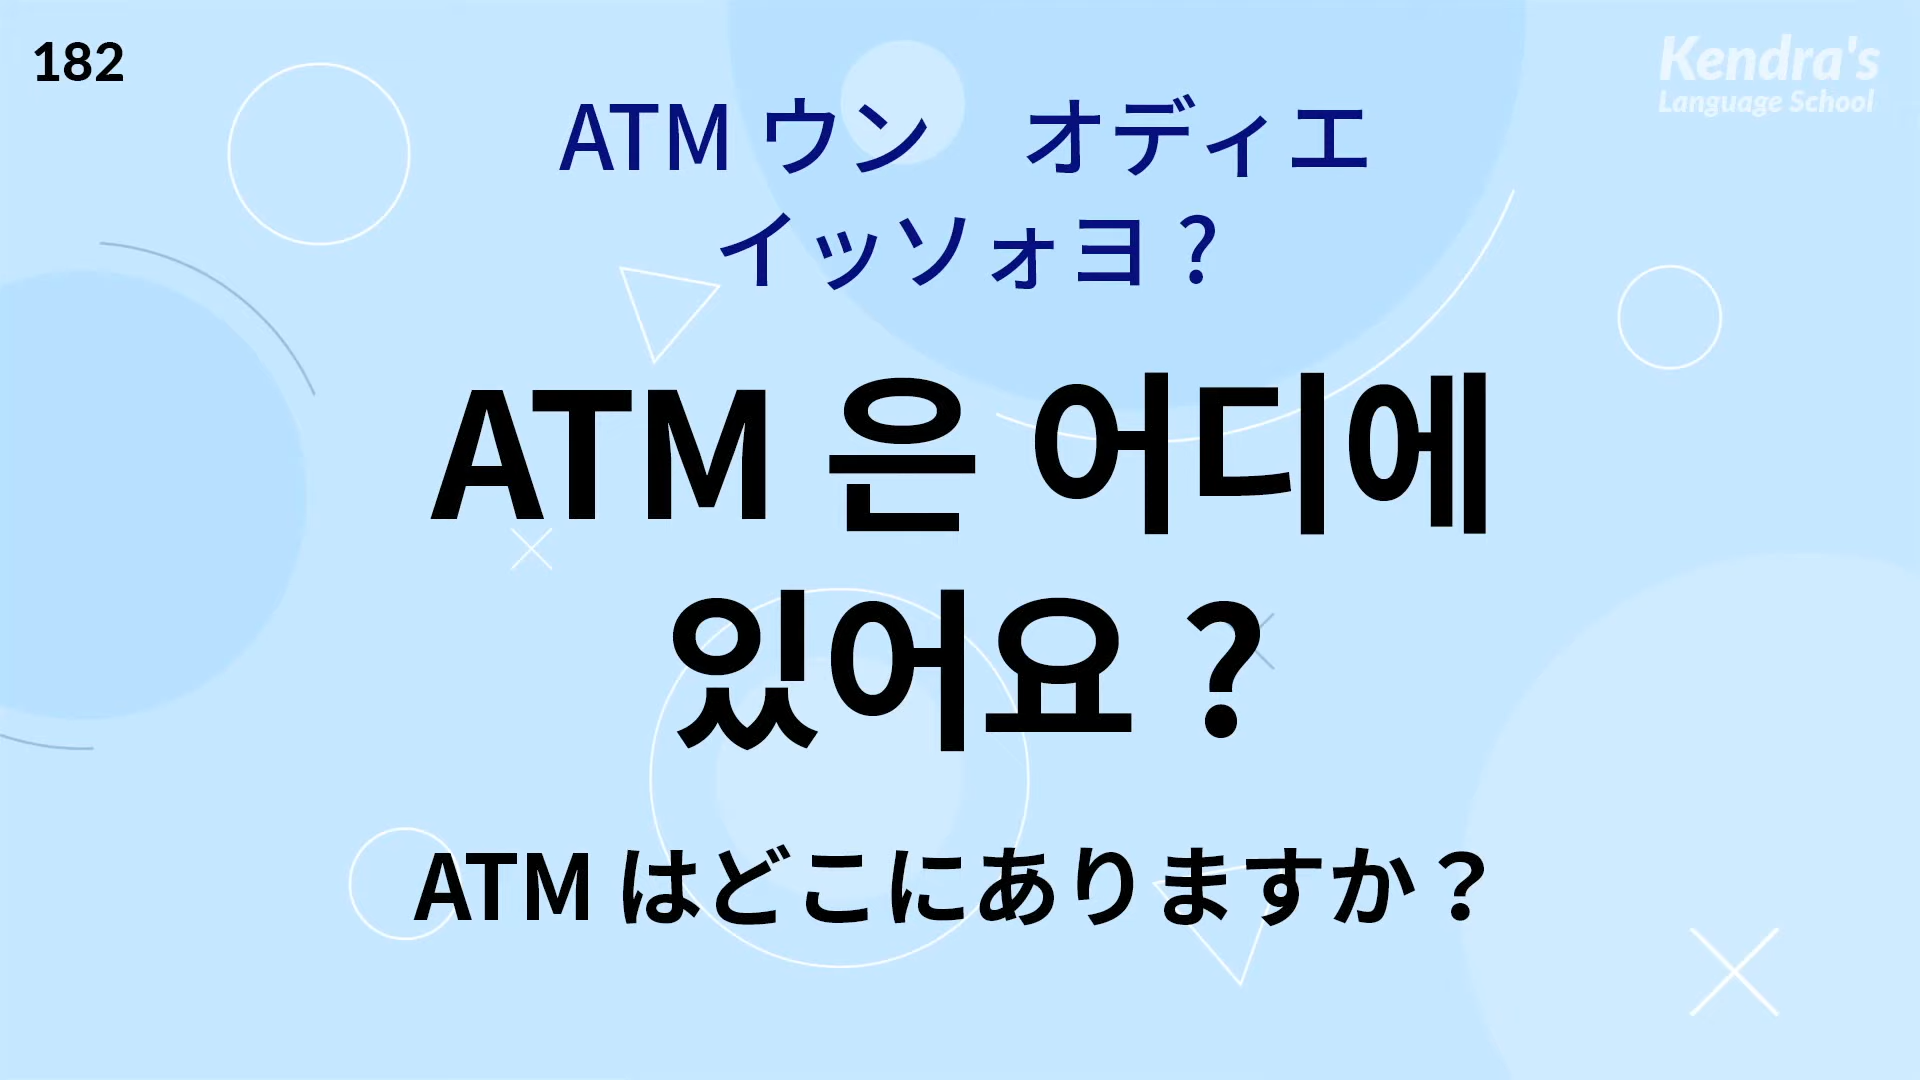 182
Kendra's
Language School
ATM ウン　オディエ
イッソォヨ ?
ATM 은 어디에
있어요 ?
ATM はどこにありますか？